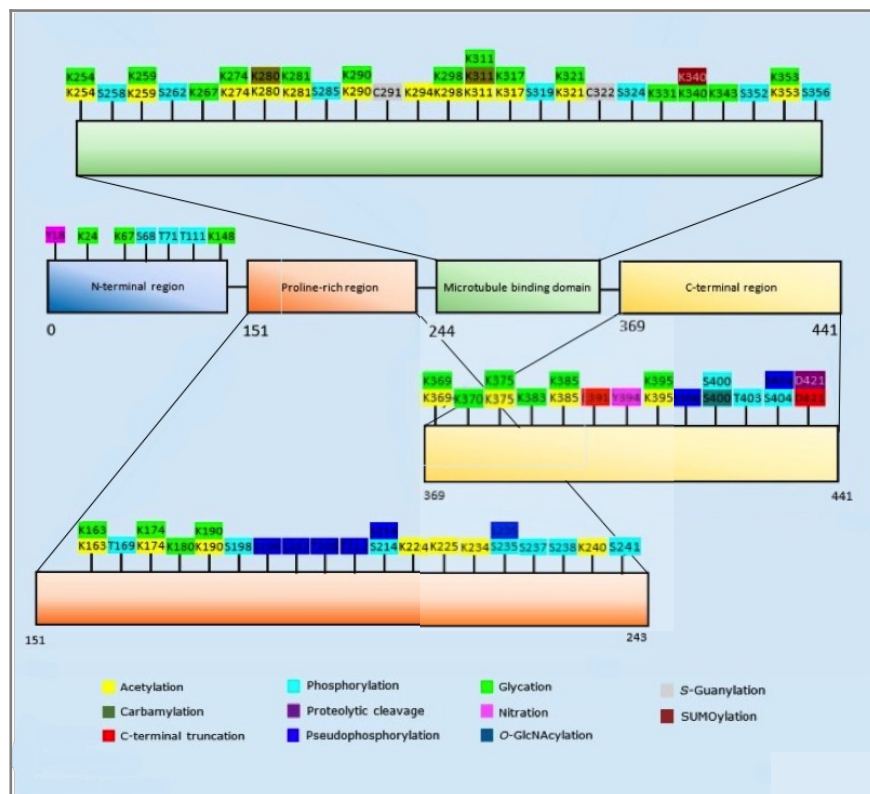 K311
K254 K259 K274 K280 K281 K290 K298 K311 K317 K321 K340 K353
K254 S258 K259 S262 K267 K274 K280 K281 S285 K290 C291 K294 K298 K311 K317 S319 K321 C322 S324 K331 K340 K343 S352 K353 S356
Y18 K24 K67 S68 T71 T111 K148
N-terminal region Proline-rich region Microtubule binding domain C-terminal region
0 151 244 369 441
K369 K375 K385 K395 S400 D421
K369 K370 K375 K383 K385 Y394 K395 S400 T403 S404 D421
369 441
K163 K174 K190
K163 T169 K174 K180 K190 S198 S214 K224 K225 K234 S235 S237 S238 K240 S241
151 243
Acetylation Phosphorylation Glycation S-Guanylation
Carbamylation Proteolytic cleavage Nitration SUMOylation
C-terminal truncation Pseudophosphorylation O-GlcNAcylation